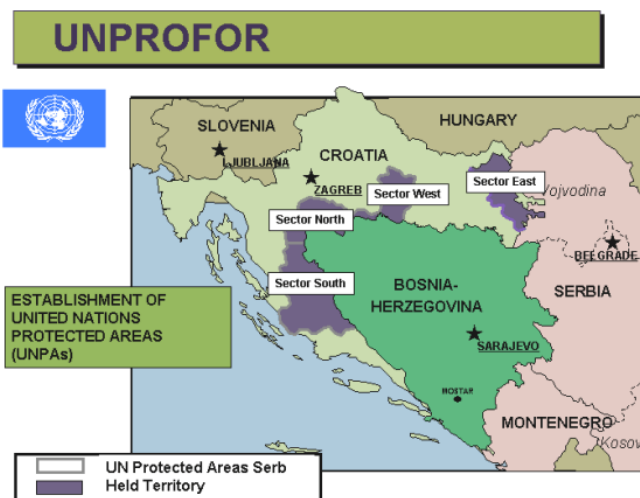 UNPROFOR
SLOVENIA
HUNGARY
LJUBLJANA
CROATIA
ZAGREB
Sector West
Sector East
Vojvodina
Sector North
BELGRADE
Sector South
BOSNIA-
HERZEGOVINA
SERBIA
ESTABLISHMENT OF
UNITED NATIONS
PROTECTED AREAS
(UNPAs)
SARAJEVO
MOSTAR
MONTENEGRO
Kosov
UN Protected Areas Serb
Held Territory